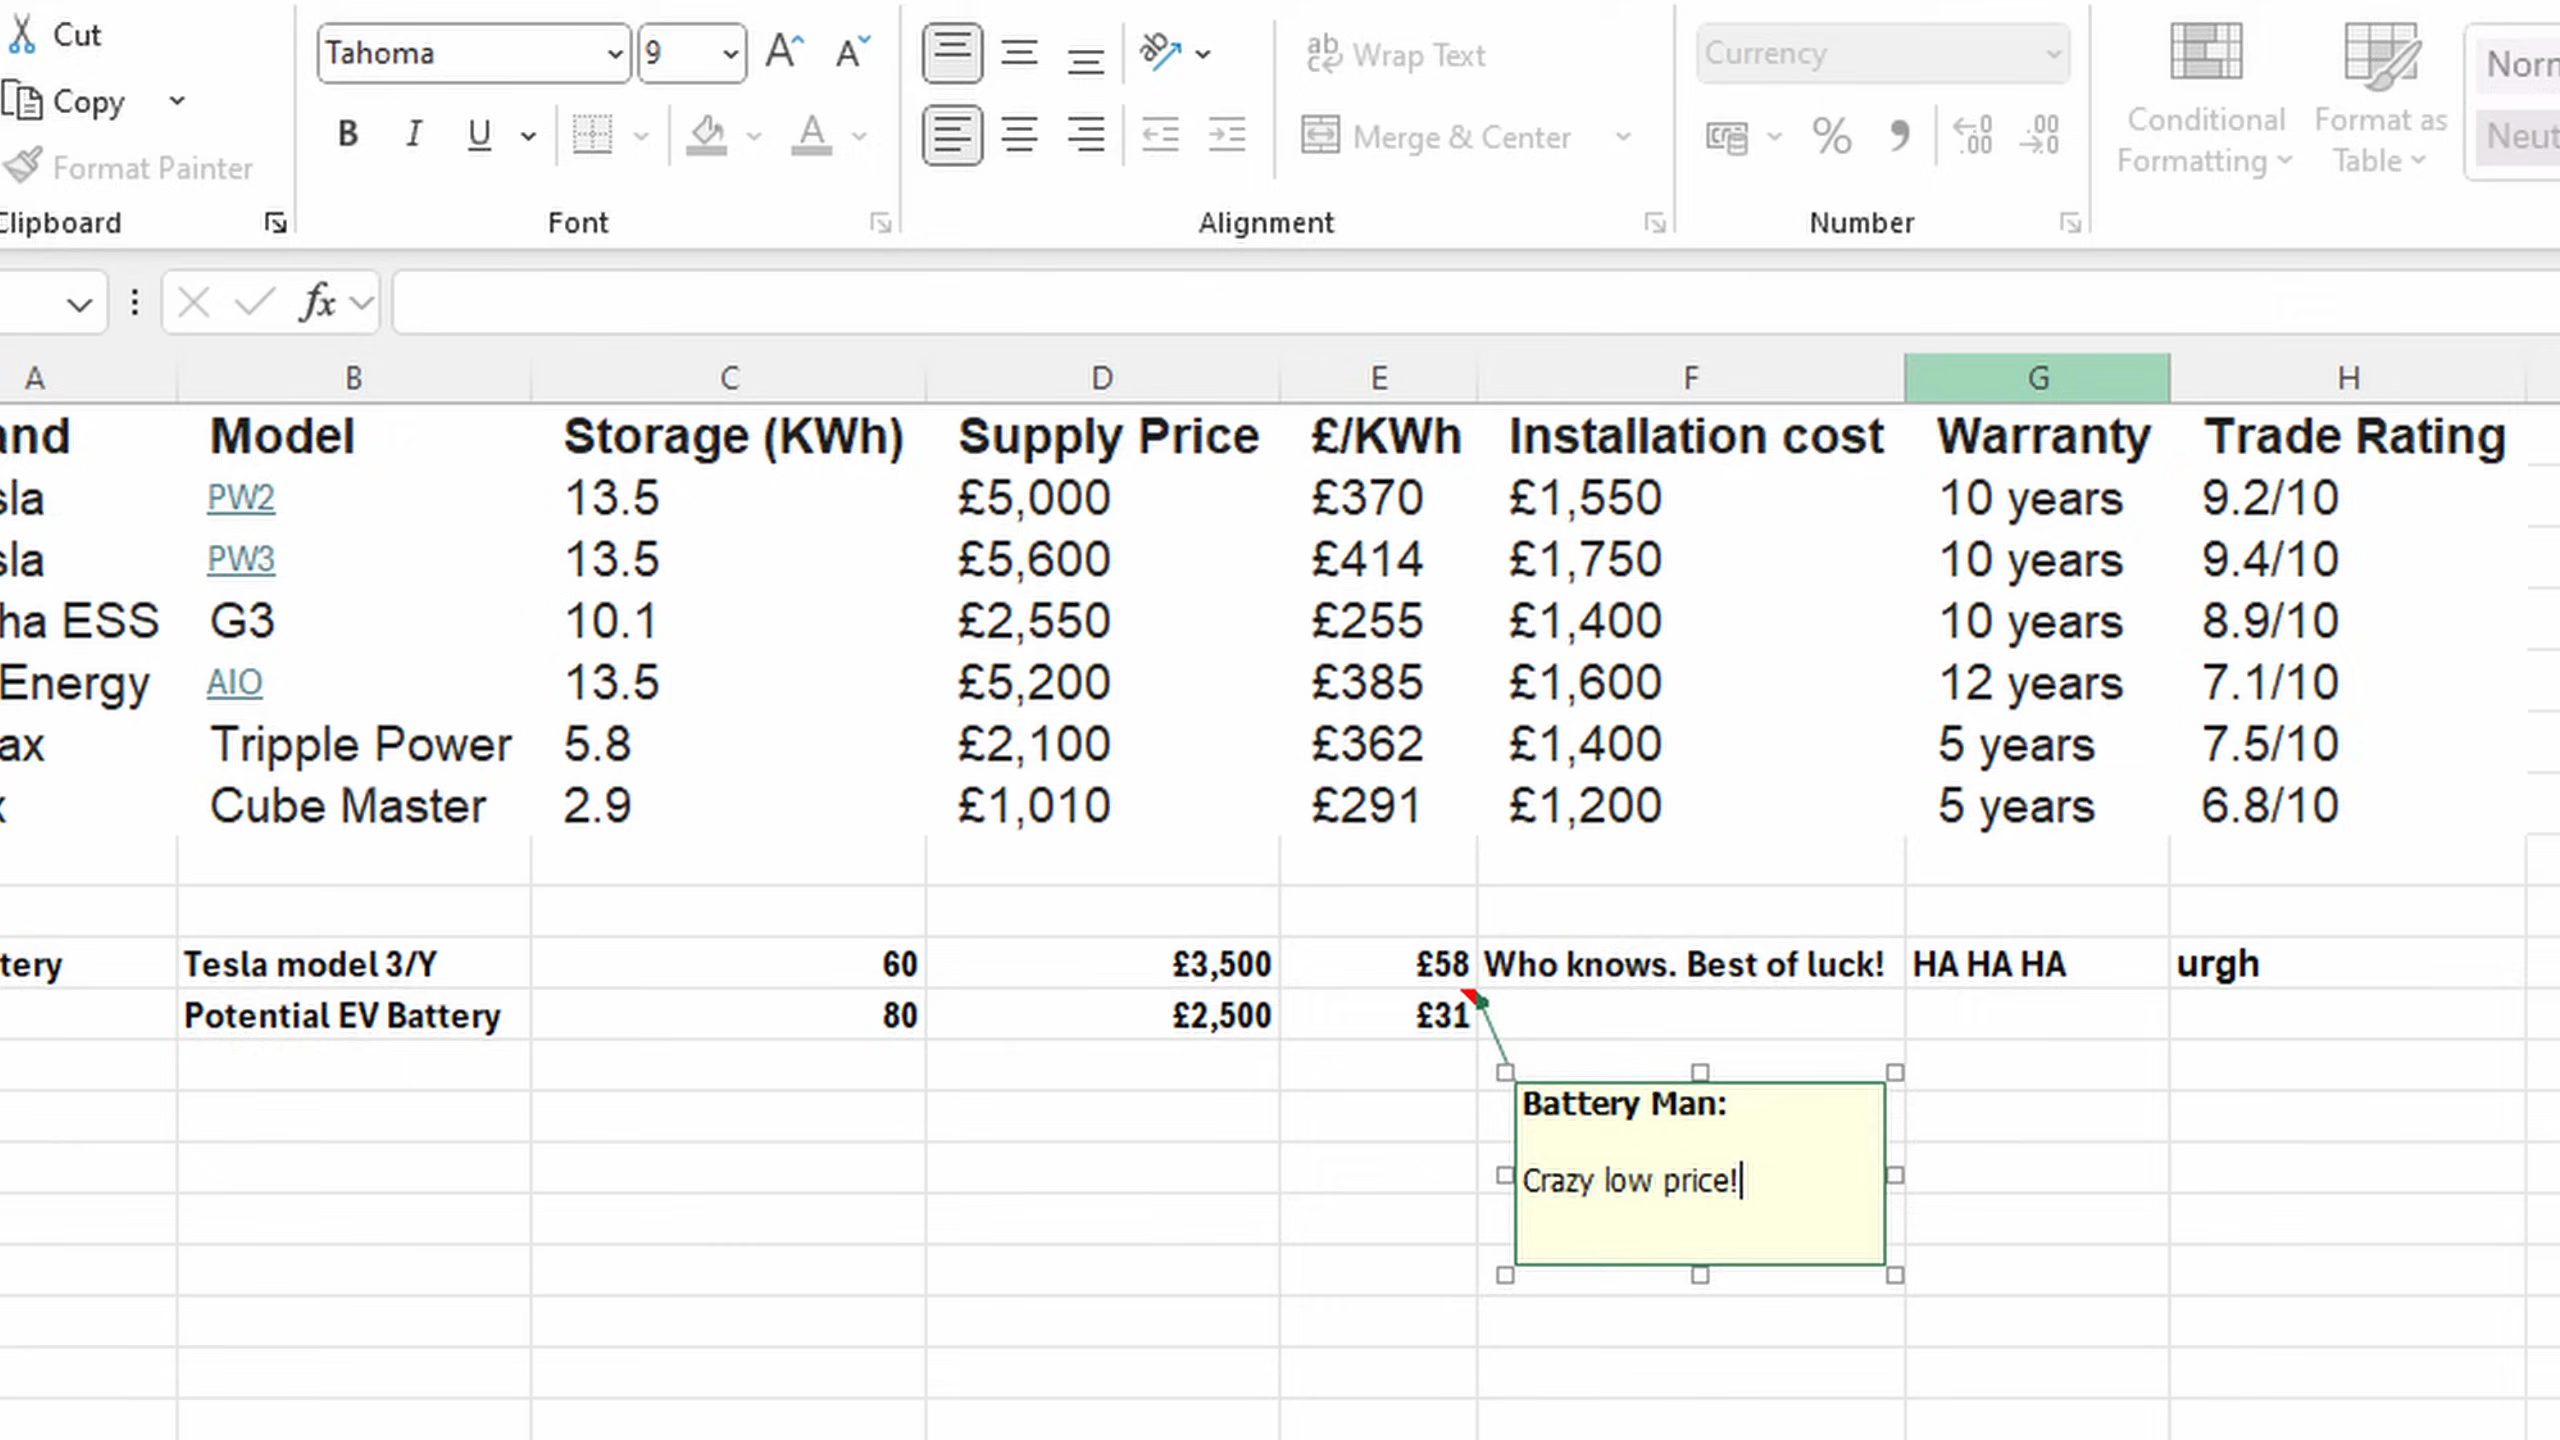 Cut
Tahoma 9 A A ab Wrap Text Currency
Copy
B I U A Merge & Center % 9 Conditional Format as Norn
Format Painter .00 .00 Formatting Table Neut
Clipboard Font Alignment Number
fx
A B C D E F G H
and Model Storage (KWh) Supply Price £/KWh Installation cost Warranty Trade Rating
sla PW2 13.5 £5,000 £370 £1,550 10 years 9.2/10
sla PW3 13.5 £5,600 £414 £1,750 10 years 9.4/10
ha ESS G3 10.1 £2,550 £255 £1,400 10 years 8.9/10
Energy AIO 13.5 £5,200 £385 £1,600 12 years 7.1/10
ax Tripple Power 5.8 £2,100 £362 £1,400 5 years 7.5/10
x Cube Master 2.9 £1,010 £291 £1,200 5 years 6.8/10
tery Tesla model 3/Y 60 £3,500 £58 Who knows. Best of luck! HA HA HA urgh
Potential EV Battery 80 £2,500 £31
Battery Man:
Crazy low price!